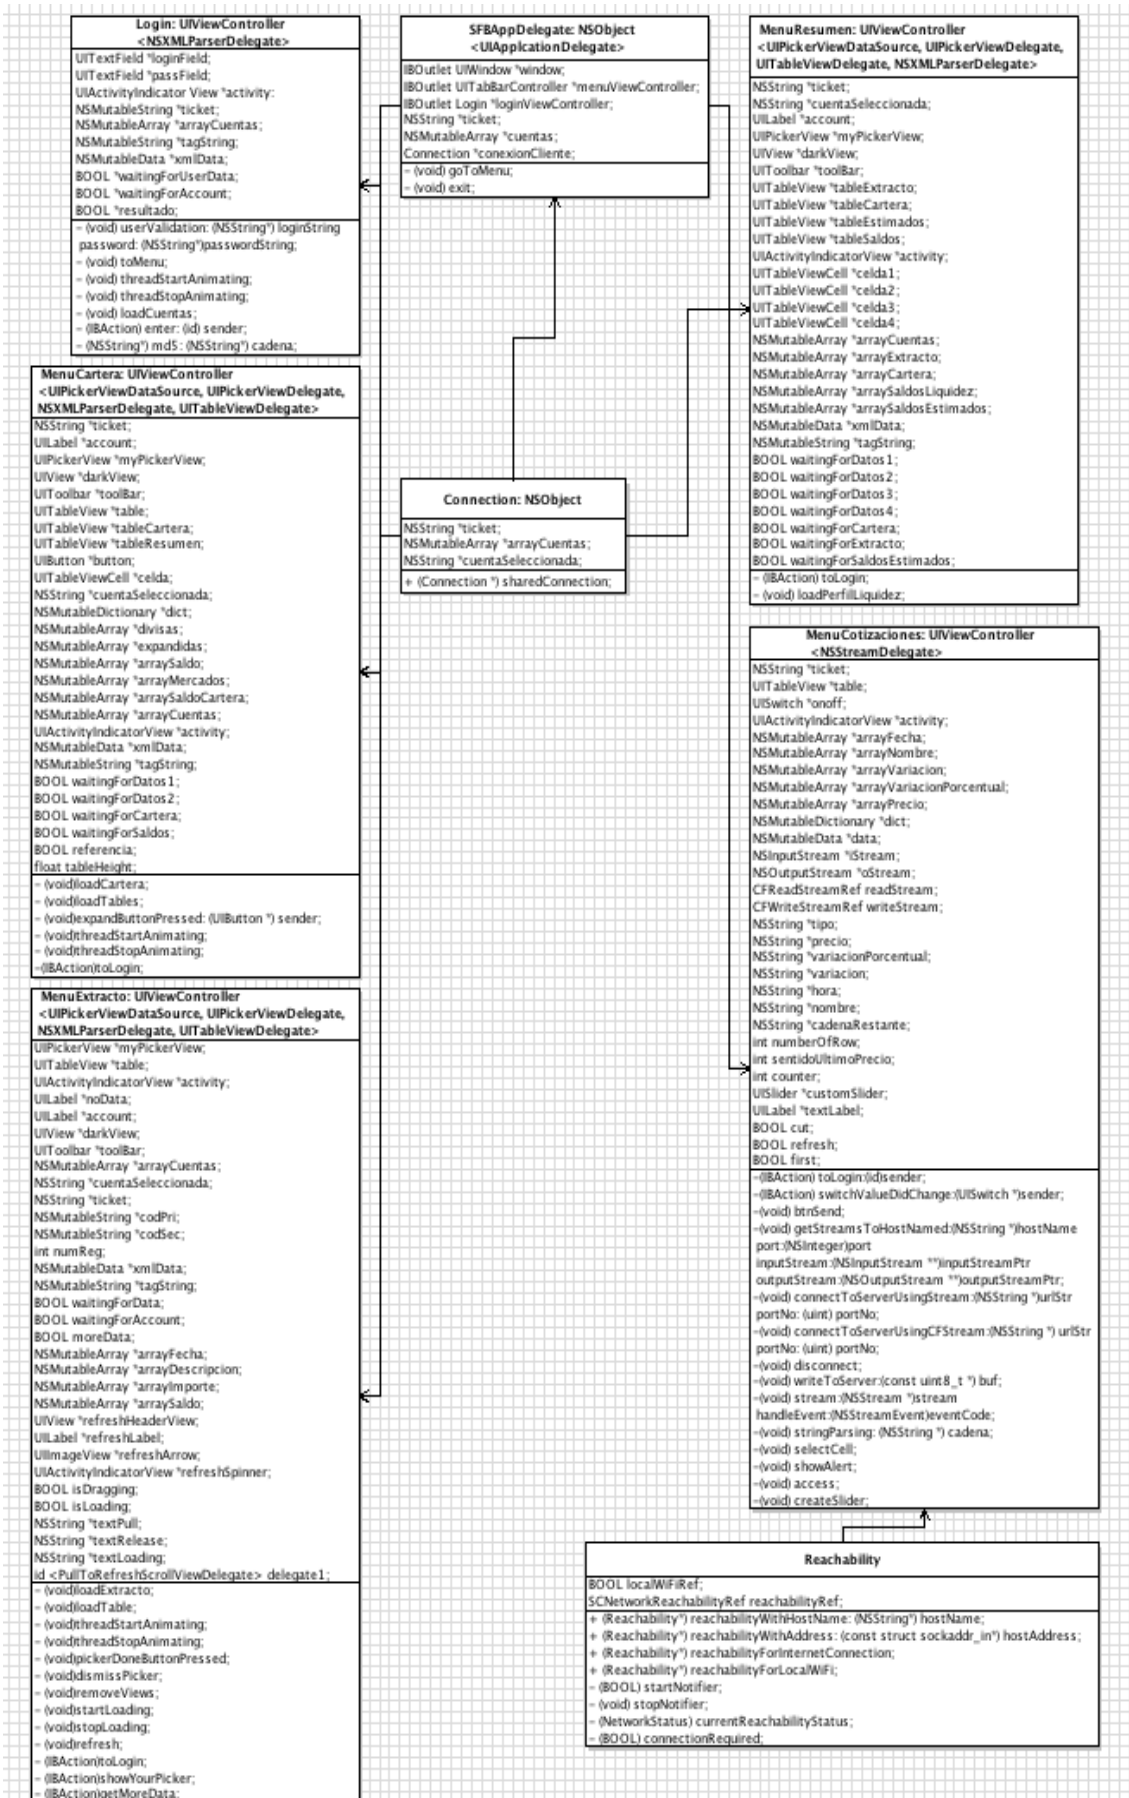 Login: UIViewController
<NSXMLParserDelegate>
UITextField *loginField;
UITextField *passField;
UIActivityIndicator View *activity:
NSMutableString *ticket;
NSMutableArray *arrayCuentas;
NSMutableString *tagString;
NSMutableData *xmlData;
BOOL *waitingForUserData;
BOOL *waitingForAccount;
BOOL *resultado;
- (void) userValidation: (NSString*) loginString
password: (NSString*)passwordString;
- (void) toMenu;
- (void) threadStartAnimating;
- (void) threadStopAnimating;
- (void) loadCuentas;
- (IBAction) enter: (id) sender;
- (NSString*) md5: (NSString*) cadena;
SFBAppDelegate: NSObject
<UIApplcationDelegate>
IBOutlet UIWindow *window;
IBOutlet UITabBarController *menuViewController;
IBOutlet Login *loginViewController;
NSString *ticket;
NSMutableArray *cuentas;
Connection *conexionCliente;
- (void) goToMenu;
- (void) exit;
MenuResumen: UIViewController
<UIPickerViewDataSource, UIPickerViewDelegate,
UITableViewDelegate, NSXMLParserDelegate>
NSString *ticket;
NSString *cuentaSeleccionada;
UILabel *account;
UIPickerView *myPickerView;
UIView *darkView;
UIToolbar *toolBar;
UITableView *tableExtracto;
UITableView *tableCartera;
UITableView *tableEstimados;
UITableView *tableSaldos;
UIActivityIndicatorView *activity;
UITableViewCell *celda1;
UITableViewCell *celda2;
UITableViewCell *celda3;
UITableViewCell *celda4;
NSMutableArray *arrayCuentas;
NSMutableArray *arrayExtracto;
NSMutableArray *arrayCartera;
NSMutableArray *arraySaldosLiquidez;
NSMutableArray *arraySaldosEstimados;
NSMutableData *xmlData;
NSMutableString *tagString;
BOOL waitingForDatos1;
BOOL waitingForDatos2;
BOOL waitingForDatos3;
BOOL waitingForDatos4;
BOOL waitingForCartera;
BOOL waitingForExtracto;
BOOL waitingForSaldosEstimados;
- (IBAction) toLogin;
- (void) loadPerfilLiquidez;
MenuCartera: UIViewController
<UIPickerViewDataSource, UIPickerViewDelegate,
NSXMLParserDelegate, UITableViewDelegate>
NSString *ticket;
UILabel *account;
UIPickerView *myPickerView;
UIView *darkView;
UIToolbar *toolBar;
UITableView *table;
UITableView *tableCartera;
UITableView *tableResumen;
UIButton *button;
UITableViewCell *celda;
NSString *cuentaSeleccionada;
NSMutableDictionary *dict;
NSMutableArray *divisas;
NSMutableArray *expandidas;
NSMutableArray *arraySaldo;
NSMutableArray *arrayMercados;
NSMutableArray *arraySaldoCartera;
NSMutableArray *arrayCuentas;
UIActivityIndicatorView *activity;
NSMutableData *xmlData;
NSMutableString *tagString;
BOOL waitingForDatos1;
BOOL waitingForDatos2;
BOOL waitingForCartera;
BOOL waitingForSaldos;
BOOL referencia;
float tableHeight;
- (void)loadCartera;
- (void)loadTables;
- (void)expandButtonPressed: (UIButton *) sender;
- (void)threadStartAnimating;
- (void)threadStopAnimating;
-(IBAction)toLogin;
Connection: NSObject
NSString *ticket;
NSMutableArray *arrayCuentas;
NSString *cuentaSeleccionada;
+ (Connection *) sharedConnection;
MenuCotizaciones: UIViewController
<NSStreamDelegate>
NSString *ticket;
UITableView *table;
UISwitch *onoff;
UIActivityIndicatorView *activity;
NSMutableArray *arrayFecha;
NSMutableArray *arrayNombre;
NSMutableArray *arrayVariacion;
NSMutableArray *arrayVariacionPorcentual;
NSMutableArray *arrayPrecio;
NSMutableDictionary *dict;
NSMutableData *data;
NSInputStream *iStream;
NSOutputStream *oStream;
CFReadStreamRef readStream;
CFWriteStreamRef writeStream;
NSString *tipo;
NSString *precio;
NSString *variacionPorcentual;
NSString *variacion;
NSString *hora;
NSString *nombre;
NSString *cadenaRestante;
int numberOfRow;
int sentidoUltimoPrecio;
int counter;
UISlider *customSlider;
UILabel *textLabel;
BOOL cut;
BOOL refresh;
BOOL first;
-(IBAction) toLogin:(id)sender;
-(IBAction) switchValueDidChange:(UISwitch *)sender;
-(void) btnSend;
-(void) getStreamsToHostNamed:(NSString *)hostName
port:(NSInteger)port
inputStream:(NSInputStream **)inputStreamPtr
outputStream:(NSOutputStream **)outputStreamPtr;
-(void) connectToServerUsingStream:(NSString *)urlStr
portNo: (uint) portNo;
-(void) connectToServerUsingCFStream:(NSString *) urlStr
portNo: (uint) portNo;
-(void) disconnect;
-(void) writeToServer:(const uint8_t *) buf;
-(void) stream:(NSStream *)stream
handleEvent:(NSStreamEvent)eventCode;
-(void) stringParsing: (NSString *) cadena;
-(void) selectCell;
-(void) showAlert;
-(void) access;
-(void) createSlider;
MenuExtracto: UIViewController
<UIPickerViewDataSource, UIPickerViewDelegate,
NSXMLParserDelegate, UITableViewDelegate>
UIPickerView *myPickerView;
UITableView *table;
UIActivityIndicatorView *activity;
UILabel *noData;
UILabel *account;
UIView *darkView;
UIToolbar *toolBar;
NSMutableArray *arrayCuentas;
NSString *cuentaSeleccionada;
NSString *ticket;
NSMutableString *codPri;
NSMutableString *codSec;
int numReg;
NSMutableData *xmlData;
NSMutableString *tagString;
BOOL waitingForData;
BOOL waitingForAccount;
BOOL moreData;
NSMutableArray *arrayFecha;
NSMutableArray *arrayDescripcion;
NSMutableArray *arrayImporte;
NSMutableArray *arraySaldo;
UIView *refreshHeaderView;
UILabel *refreshLabel;
UIImageView *refreshArrow;
UIActivityIndicatorView *refreshSpinner;
BOOL isDragging;
BOOL isLoading;
NSString *textPull;
NSString *textRelease;
NSString *textLoading;
id <PullToRefreshScrollViewDelegate> delegate1;
- (void)loadExtracto;
- (void)loadTable;
- (void)threadStartAnimating;
- (void)threadStopAnimating;
- (void)pickerDoneButtonPressed;
- (void)dismissPicker;
- (void)removeViews;
- (void)startLoading;
- (void)stopLoading;
- (void)refresh;
- (IBAction)toLogin;
- (IBAction)showYourPicker;
- (IBAction)getMoreData;
Reachability
BOOL localWiFiRef;
SCNetworkReachabilityRef reachabilityRef;
+ (Reachability*) reachabilityWithHostName: (NSString*) hostName;
+ (Reachability*) reachabilityWithAddress: (const struct sockaddr_in*) hostAddress;
+ (Reachability*) reachabilityForInternetConnection;
+ (Reachability*) reachabilityForLocalWiFi;
- (BOOL) startNotifier;
- (void) stopNotifier;
- (NetworkStatus) currentReachabilityStatus;
- (BOOL) connectionRequired;